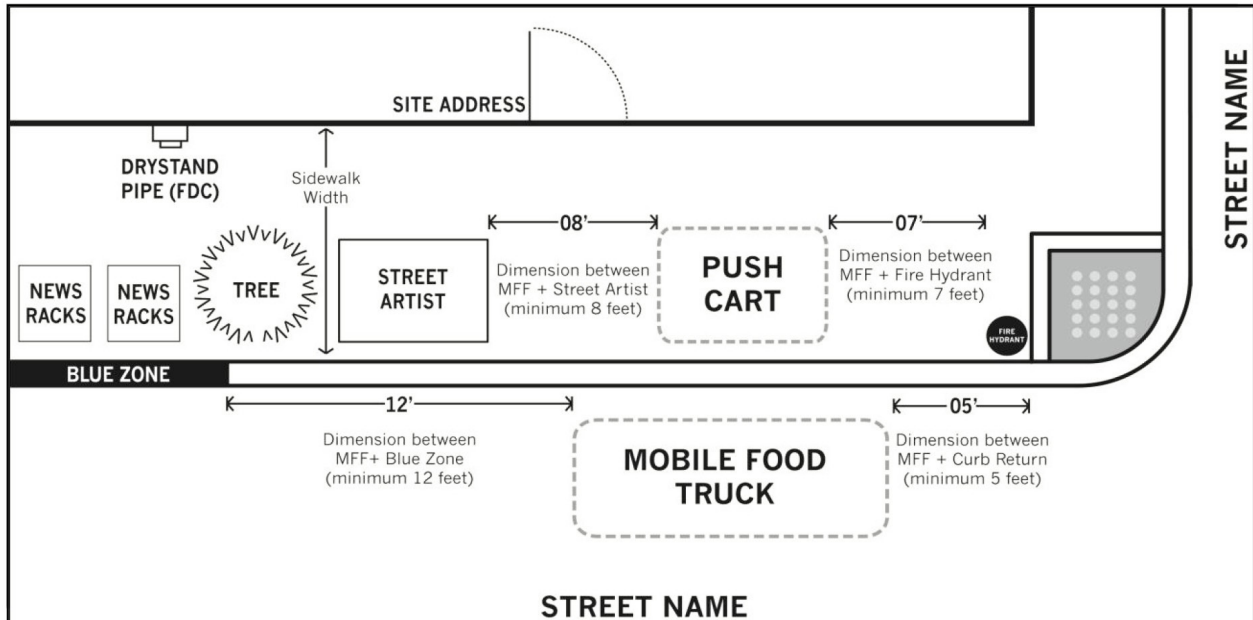 SITE ADDRESS
STREET NAME
DRYSTAND
PIPE (FDC)
Sidewalk
Width
08’
07’
NEWS
RACKS
NEWS
RACKS
TREE
STREET
ARTIST
Dimension between
MFF + Street Artist
(minimum 8 feet)
PUSH
CART
Dimension between
MFF + Fire Hydrant
(minimum 7 feet)
FIRE
HYDRANT
BLUE ZONE
12’
05’
Dimension between
MFF+ Blue Zone
(minimum 12 feet)
MOBILE FOOD
TRUCK
Dimension between
MFF + Curb Return
(minimum 5 feet)
STREET NAME